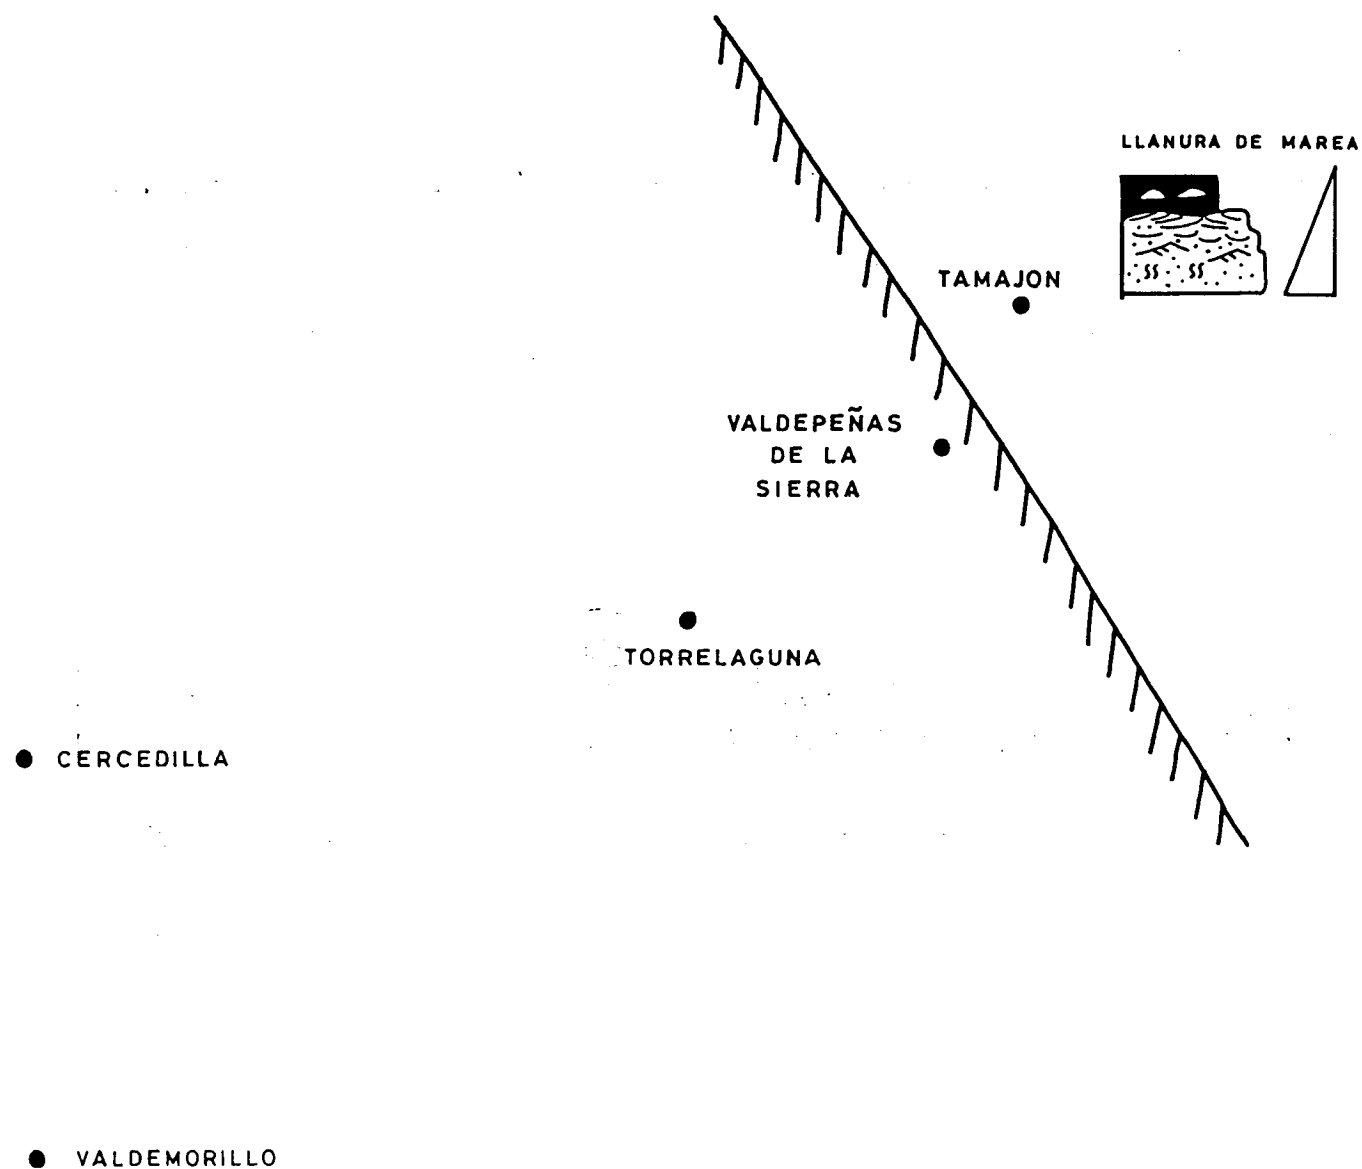 LLANURA DE MAREA
TAMAJON
VALDEPEÑAS
DE LA
SIERRA
TORRELAGUNA
CERCEDILLA
VALDEMORILLO